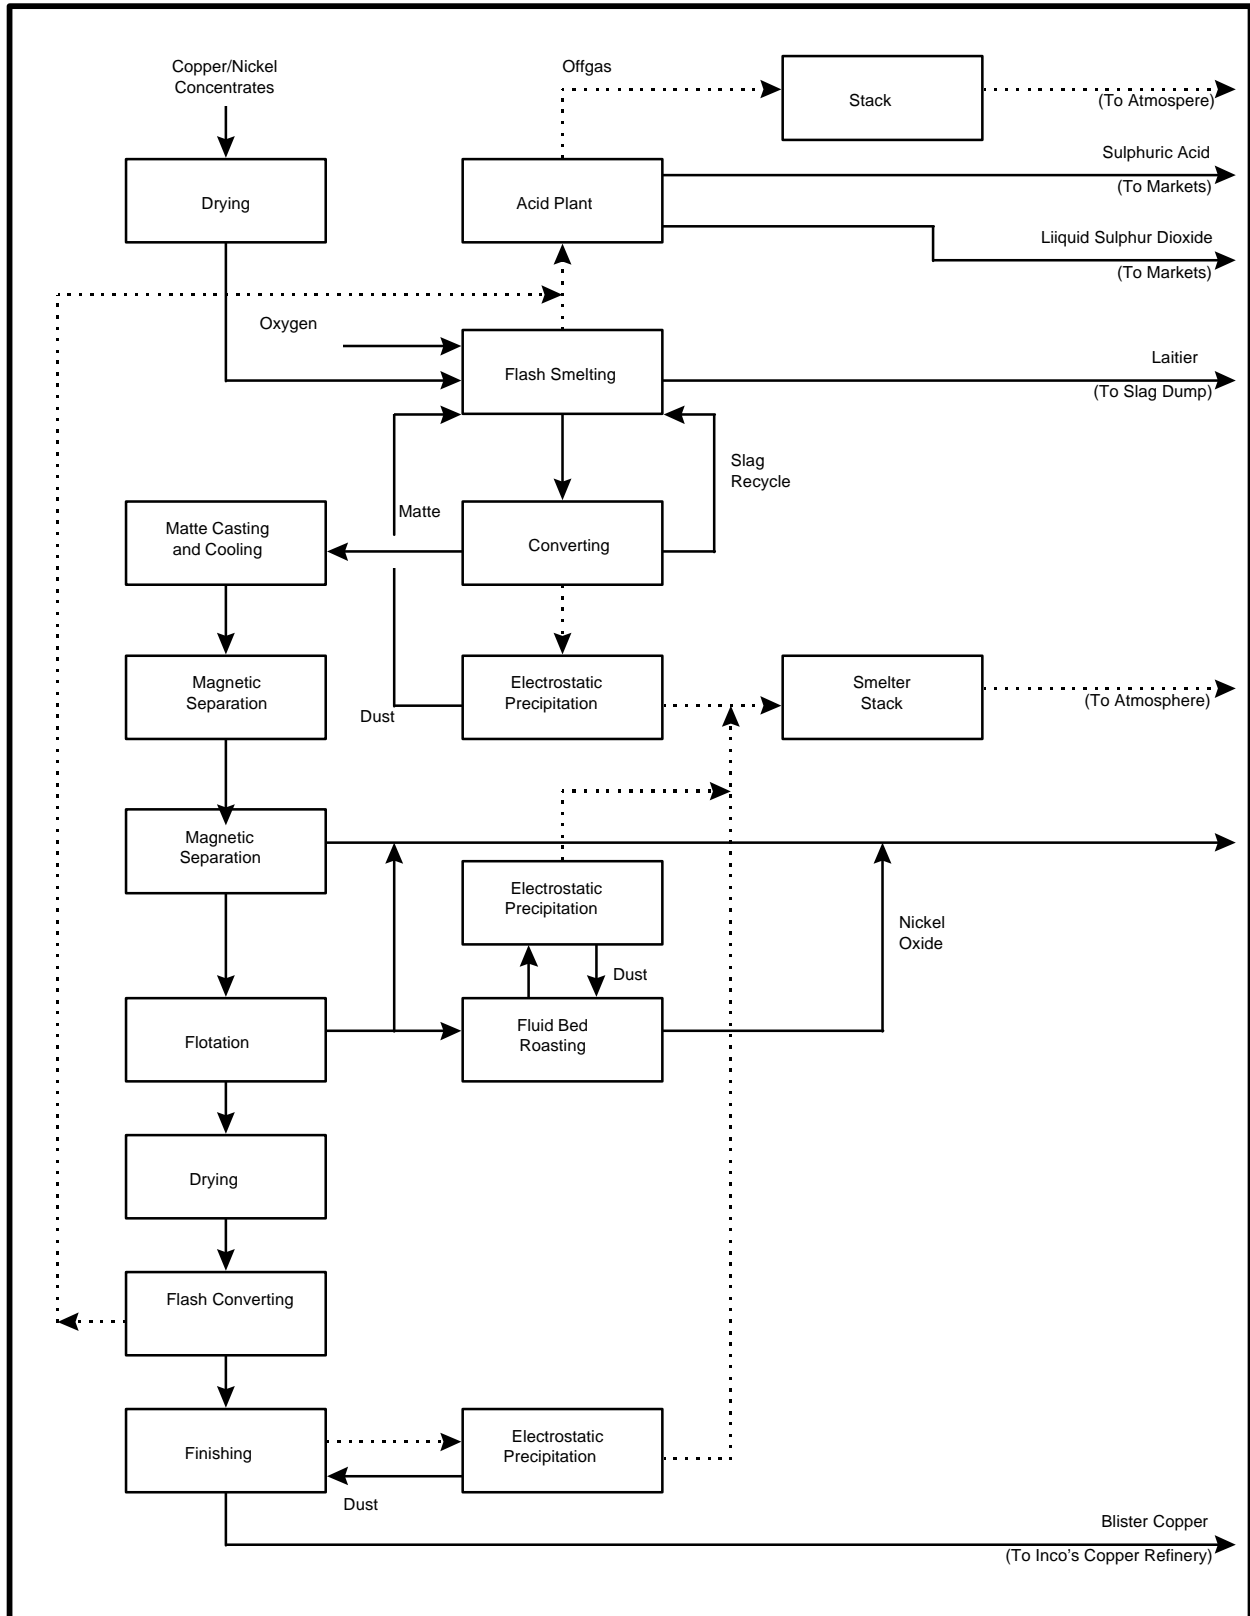 Copper/Nickel
Concentrates
Offgas
Stack
(To Atmospere)
Drying
Acid Plant
Sulphuric Acid
(To Markets)
Liiquid Sulphur Dioxide
(To Markets)
Oxygen
Flash Smelting
Laitier
(To Slag Dump)
Slag
Recycle
Matte
Matte Casting
and Cooling
Converting
Magnetic
Separation
Electrostatic
Precipitation
Smelter
Stack
(To Atmosphere)
Dust
Magnetic
Separation
Electrostatic
Precipitation
Nickel
Oxide
Dust
Flotation
Fluid Bed
Roasting
Drying
Flash Converting
Finishing
Electrostatic
Precipitation
Dust
Blister Copper
(To Inco's Copper Refinery)